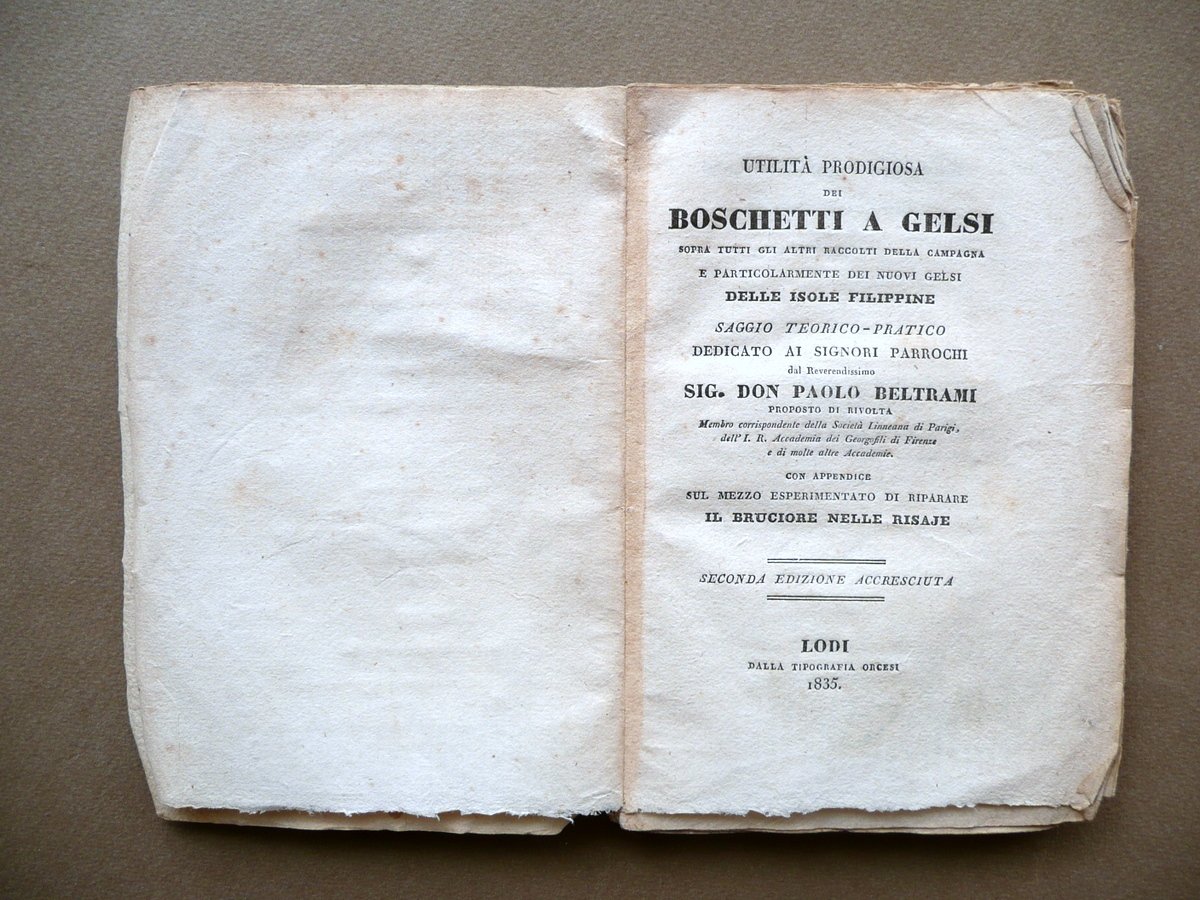 UTILITÀ PRODIGIOSA
DEI
BOSCHETTI A GELSI
SOPRA TUTTI GLI ALTRI RACCOLTI DELLA CAMPAGNA
E PARTICOLARMENTE DEI NUOVI GELSI
DELLE ISOLE FILIPPINE
SAGGIO TEORICO-PRATICO
DEDICATO AI SIGNORI PARROCHI
dal Reverendissimo
SIG. DON PAOLO BELTRAMI
PROPOSTO DI RIVOLTA
Membro corrispondente della Società Linneana di Parigi,
dell' I. R. Accademia dei Georgofili di Firenze
e di molte altre Accademie.
CON APPENDICE
SUL MEZZO ESPERIMENTATO DI RIPARARE
IL BRUCIORE NELLE RISAJE
SECONDA EDIZIONE ACCRESCIUTA
LODI
DALLA TIPOGRAFIA ORCESI
1835.